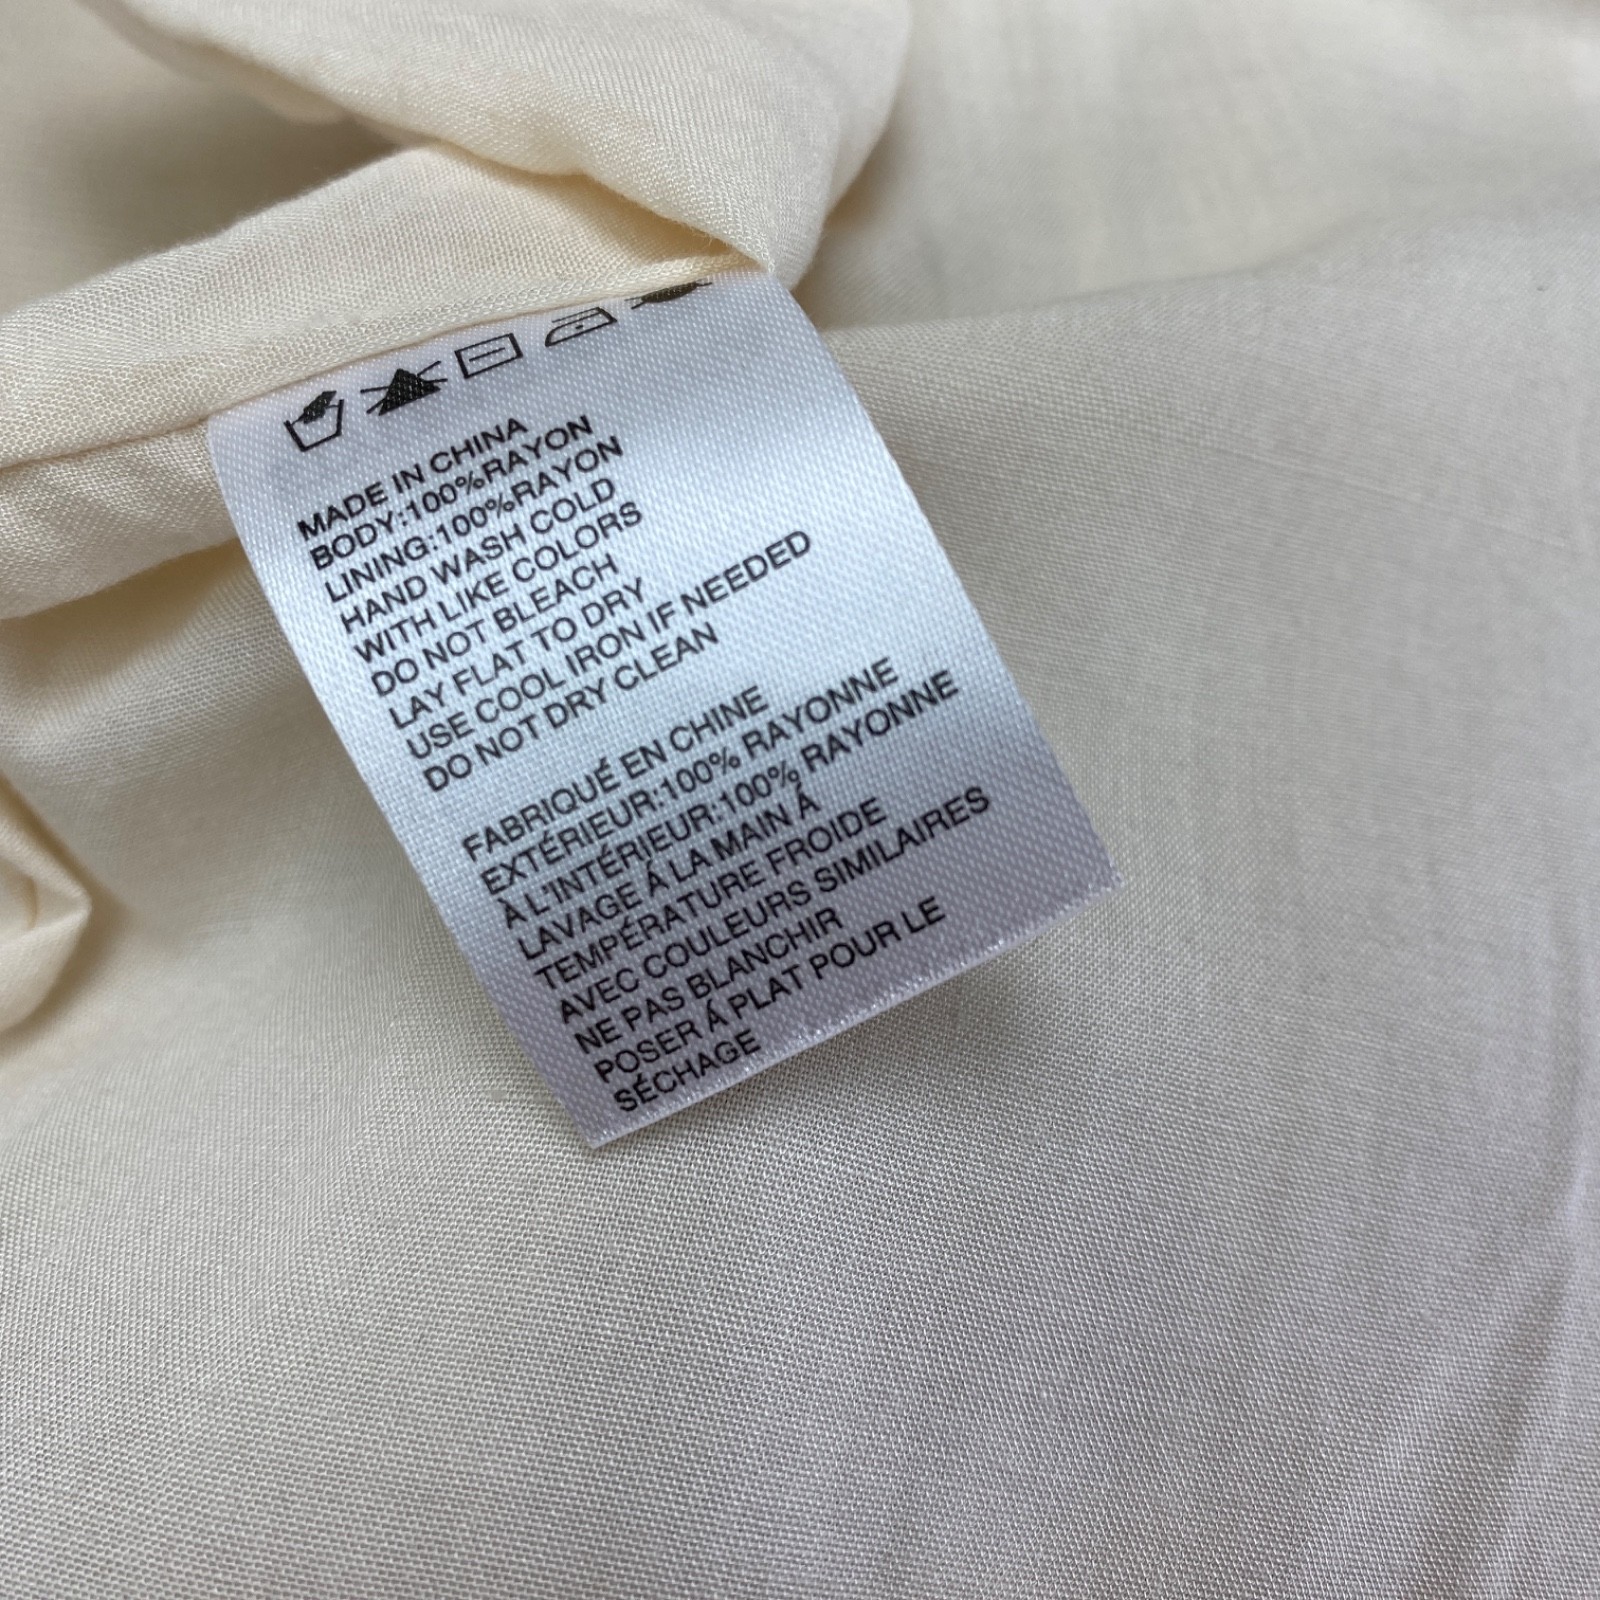 MADE IN CHINA
BODY:100%RAYON
LINING:100%RAYON
HAND WASH COLD
WITH LIKE COLORS
DO NOT BLEACH
LAY FLAT TO DRY
USE COOL IRON IF NEEDED
DO NOT DRY CLEAN
FABRIQUÉ EN CHINE
EXTÉRIEUR:100% RAYONNE
À L'INTÉRIEUR:100% RAYONNE
LAVAGE Á LA MAIN Á
TEMPÉRATURE FROIDE
AVEC COULEURS SIMILAIRES
NE PAS BLANCHIR
POSER Á PLAT POUR LE
SÉCHAGE